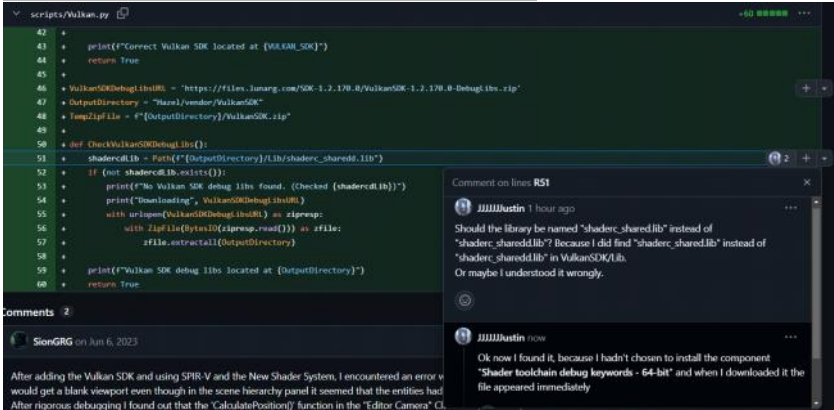 scripts/Vulkan.py
+60
42 +
43 + print(f"Correct Vulkan SDK located at {VULKAN_SDK}")
44 + return True
45 +
46 + VulkanSDKDebugLibsURL = 'https://files.lunarg.com/SDK-1.2.170.0/VulkanSDK-1.2.170.0-DebugLibs.zip'
47 + OutputDirectory = "Hazel/vendor/VulkanSDK"
48 + TempZipFile = f"{OutputDirectory}/VulkanSDK.zip"
49 +
50 + def CheckVulkanSDKDebugLibs():
51 + shadercdLib = Path(f"{OutputDirectory}/Lib/shaderc_sharedd.lib")
2
52 + if (not shadercdLib.exists()):
53 + print(f"No Vulkan SDK debug libs found. (Checked {shadercdLib})")
54 + print("Downloading", VulkanSDKDebugLibsURL)
55 + with urlopen(VulkanSDKDebugLibsURL) as zipresp:
56 + with ZipFile(BytesIO(zipresp.read())) as zfile:
57 + zfile.extractall(OutputDirectory)
58 +
59 + print(f"Vulkan SDK debug libs located at {OutputDirectory}")
60 + return True
Comment on lines R51
JJJJJJustin 1 hour ago
Should the library be named "shaderc_shared.lib" instead of
"shaderc_sharedd.lib"? Because I did find "shaderc_shared.lib" instead of
"shaderc_sharedd.lib" in VulkanSDK/Lib.
Or maybe I understood it wrongly.
JJJJJJustin now
Ok now I found it, because I hadn't chosen to install the component
"Shader toolchain debug keywords - 64-bit" and when I downloaded it the
file appeared immediately
Comments 2
SionGRG on Jun 6, 2023
After adding the Vulkan SDK and using SPIR-V and the New Shader System, I encountered an error
would get a blank viewport even though in the scene hierarchy panel it seemed that the entities had
After rigorous debugging I found out that the 'CalculatePosition()' function in the "Editor Camera"